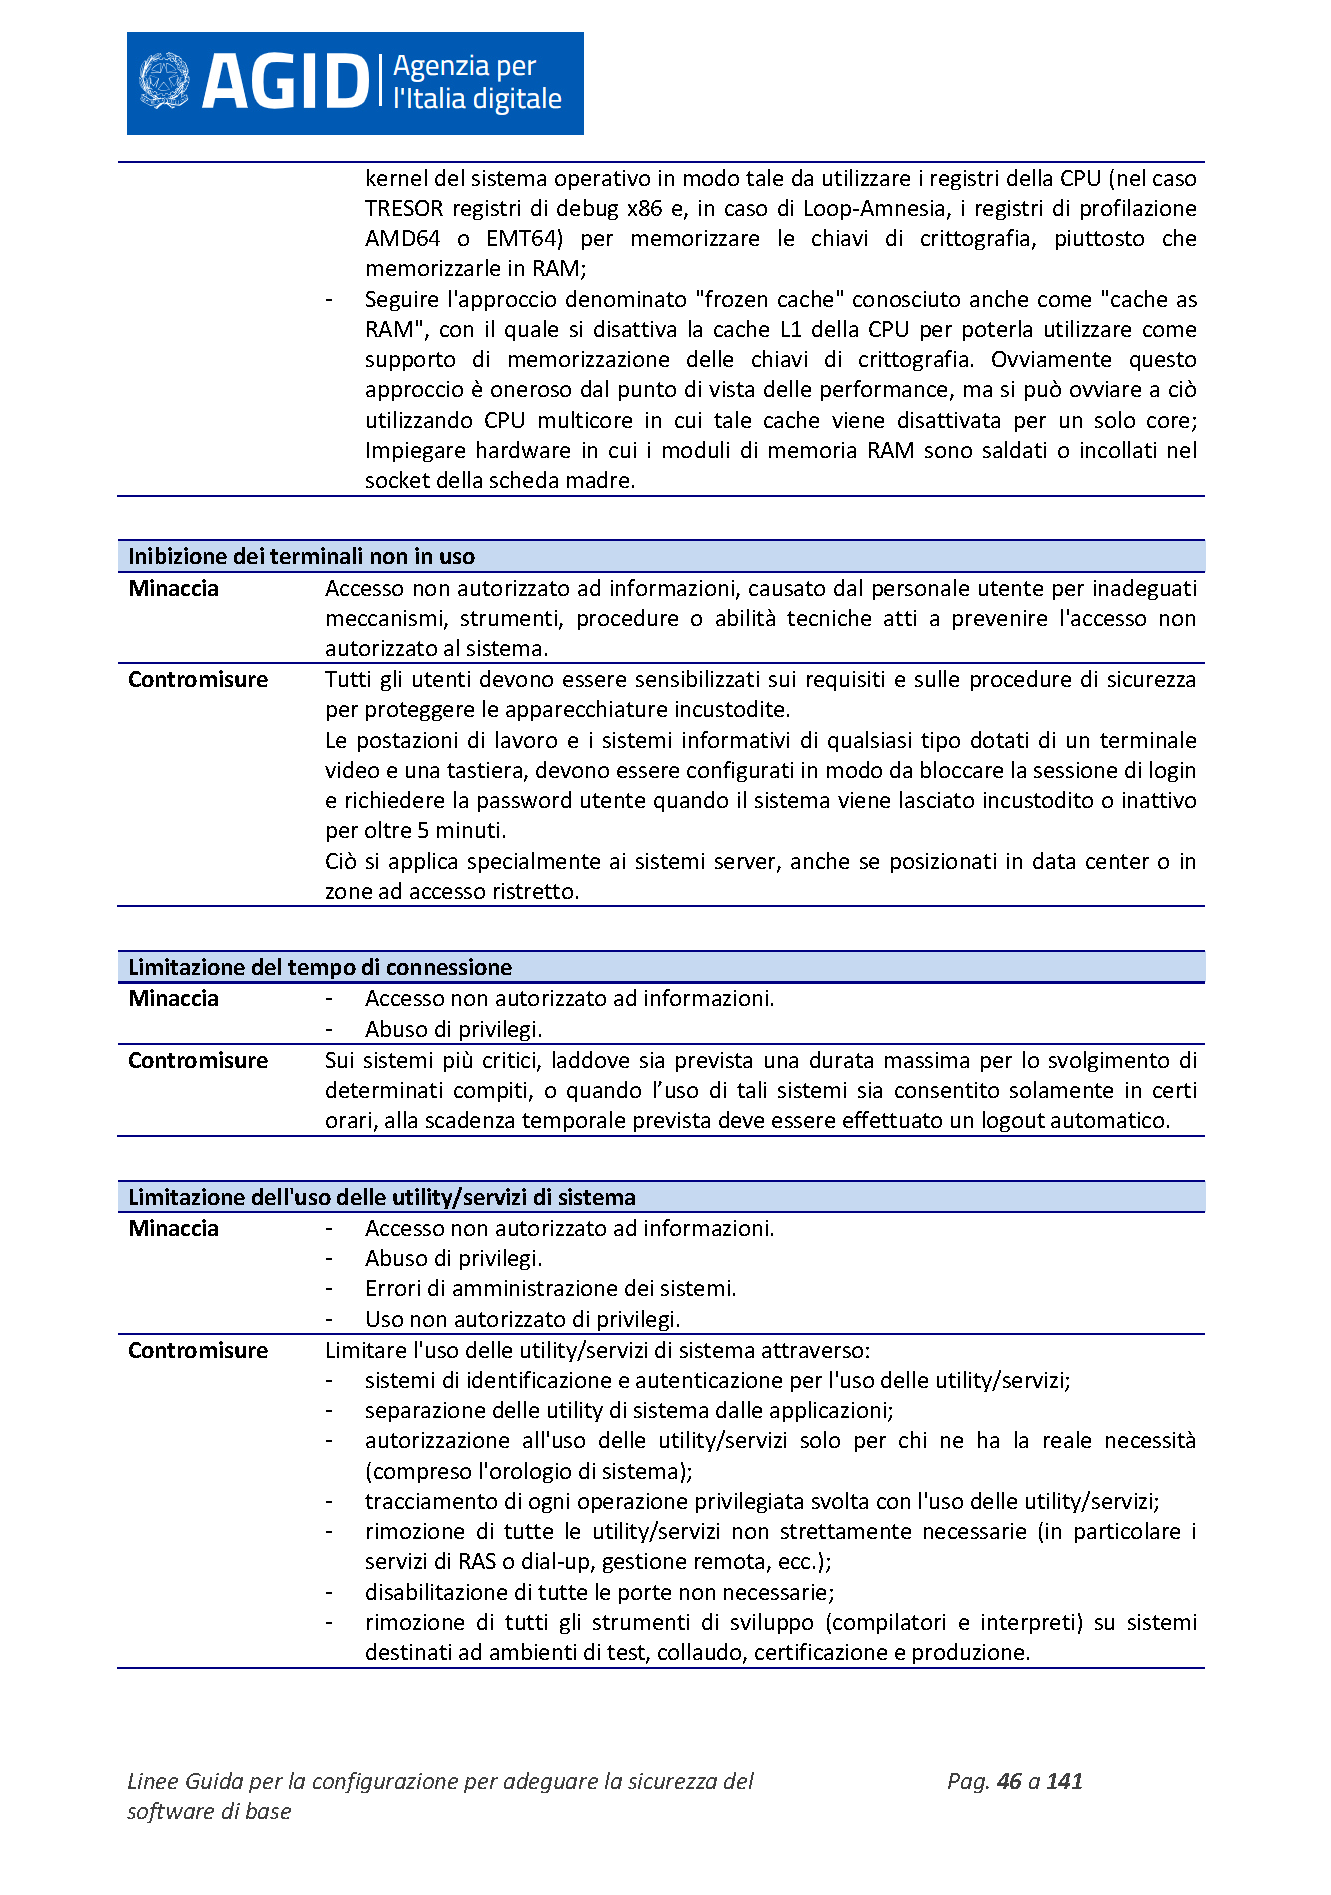 AGID
Agenzia per
l'Italia digitale
kernel del sistema operativo in modo tale da utilizzare i registri della CPU (nel caso
TRESOR registri di debug x86 e, in caso di Loop-Amnesia, i registri di profilazione
AMD64 o EMT64) per memorizzare le chiavi di crittografia, piuttosto che
memorizzarle in RAM;
- Seguire l'approccio denominato "frozen cache" conosciuto anche come "cache as
RAM", con il quale si disattiva la cache L1 della CPU per poterla utilizzare come
supporto di memorizzazione delle chiavi di crittografia. Ovviamente questo
approccio è oneroso dal punto di vista delle performance, ma si può ovviare a ciò
utilizzando CPU multicore in cui tale cache viene disattivata per un solo core;
Impiegare hardware in cui i moduli di memoria RAM sono saldati o incollati nel
socket della scheda madre.
Inibizione dei terminali non in uso
Minaccia Accesso non autorizzato ad informazioni, causato dal personale utente per inadeguati
meccanismi, strumenti, procedure o abilità tecniche atti a prevenire l'accesso non
autorizzato al sistema.
Contromisure Tutti gli utenti devono essere sensibilizzati sui requisiti e sulle procedure di sicurezza
per proteggere le apparecchiature incustodite.
Le postazioni di lavoro e i sistemi informativi di qualsiasi tipo dotati di un terminale
video e una tastiera, devono essere configurati in modo da bloccare la sessione di login
e richiedere la password utente quando il sistema viene lasciato incustodito o inattivo
per oltre 5 minuti.
Ciò si applica specialmente ai sistemi server, anche se posizionati in data center o in
zone ad accesso ristretto.
Limitazione del tempo di connessione
Minaccia - Accesso non autorizzato ad informazioni.
- Abuso di privilegi.
Contromisure Sui sistemi più critici, laddove sia prevista una durata massima per lo svolgimento di
determinati compiti, o quando l’uso di tali sistemi sia consentito solamente in certi
orari, alla scadenza temporale prevista deve essere effettuato un logout automatico.
Limitazione dell'uso delle utility/servizi di sistema
Minaccia - Accesso non autorizzato ad informazioni.
- Abuso di privilegi.
- Errori di amministrazione dei sistemi.
- Uso non autorizzato di privilegi.
Contromisure Limitare l'uso delle utility/servizi di sistema attraverso:
- sistemi di identificazione e autenticazione per l'uso delle utility/servizi;
- separazione delle utility di sistema dalle applicazioni;
- autorizzazione all'uso delle utility/servizi solo per chi ne ha la reale necessità
(compreso l'orologio di sistema);
- tracciamento di ogni operazione privilegiata svolta con l'uso delle utility/servizi;
- rimozione di tutte le utility/servizi non strettamente necessarie (in particolare i
servizi di RAS o dial-up, gestione remota, ecc.);
- disabilitazione di tutte le porte non necessarie;
- rimozione di tutti gli strumenti di sviluppo (compilatori e interpreti) su sistemi
destinati ad ambienti di test, collaudo, certificazione e produzione.
Linee Guida per la configurazione per adeguare la sicurezza del
software di base
Pag. 46 a 141